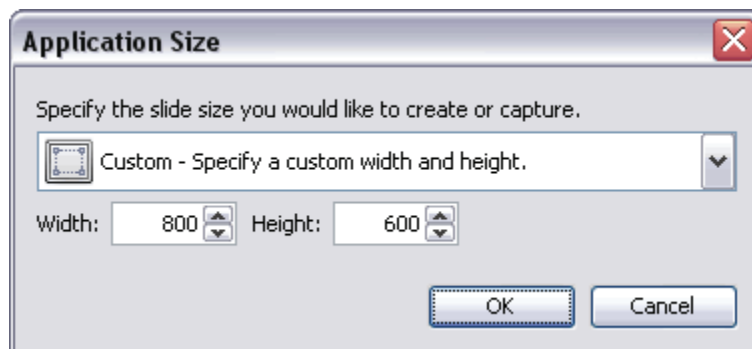 Application Size
Specify the slide size you would like to create or capture.
Custom - Specify a custom width and height.
Width: 800 Height: 600
OK Cancel